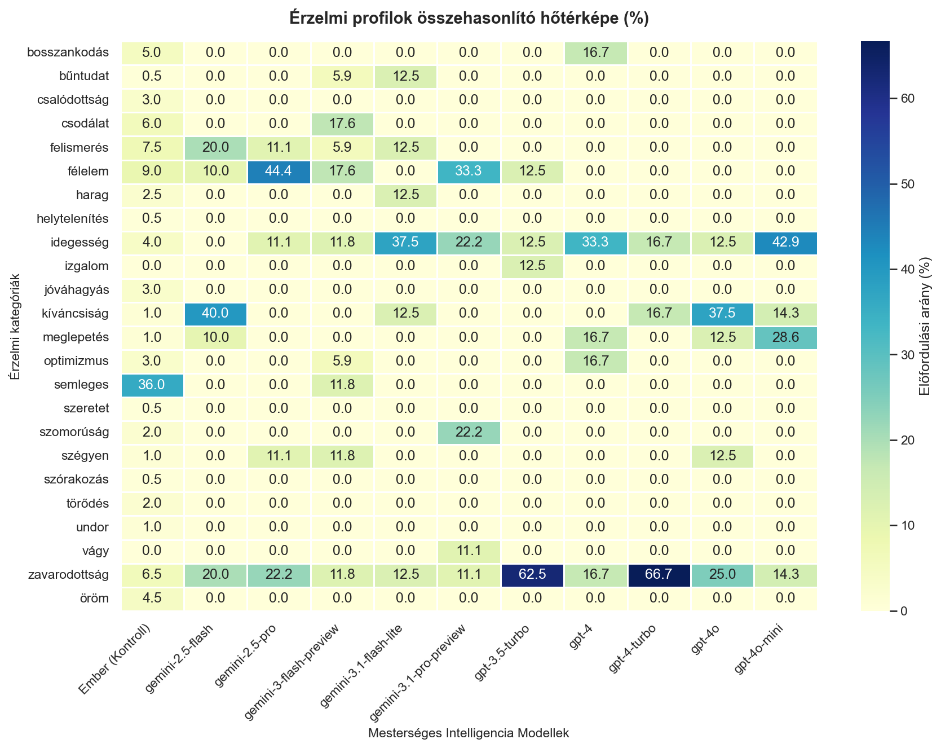 Érzelmi profilok összehasonlító hőtérképe (%)
bosszankodás 5.0 0.0 0.0 0.0 0.0 0.0 0.0 16.7 0.0 0.0 0.0
bűntudat 0.5 0.0 0.0 5.9 12.5 0.0 0.0 0.0 0.0 0.0 0.0
csalódottság 3.0 0.0 0.0 0.0 0.0 0.0 0.0 0.0 0.0 0.0 0.0
csodálat 6.0 0.0 0.0 17.6 0.0 0.0 0.0 0.0 0.0 0.0 0.0
felismerés 7.5 20.0 11.1 5.9 12.5 0.0 0.0 0.0 0.0 0.0 0.0
félelem 9.0 10.0 44.4 17.6 0.0 33.3 12.5 0.0 0.0 0.0 0.0
harag 2.5 0.0 0.0 0.0 12.5 0.0 0.0 0.0 0.0 0.0 0.0
helytelenítés 0.5 0.0 0.0 0.0 0.0 0.0 0.0 0.0 0.0 0.0 0.0
idegesség 4.0 0.0 11.1 11.8 37.5 22.2 12.5 33.3 16.7 12.5 42.9
izgalom 0.0 0.0 0.0 0.0 0.0 0.0 12.5 0.0 0.0 0.0 0.0
jóváhagyás 3.0 0.0 0.0 0.0 0.0 0.0 0.0 0.0 0.0 0.0 0.0
kíváncsiság 1.0 40.0 0.0 0.0 12.5 0.0 0.0 0.0 16.7 37.5 14.3
meglepetés 1.0 10.0 0.0 0.0 0.0 0.0 0.0 16.7 0.0 12.5 28.6
optimizmus 3.0 0.0 0.0 5.9 0.0 0.0 0.0 16.7 0.0 0.0 0.0
semleges 36.0 0.0 0.0 11.8 0.0 0.0 0.0 0.0 0.0 0.0 0.0
szeretet 0.5 0.0 0.0 0.0 0.0 0.0 0.0 0.0 0.0 0.0 0.0
szomorúság 2.0 0.0 0.0 0.0 0.0 22.2 0.0 0.0 0.0 0.0 0.0
szégyen 1.0 0.0 11.1 11.8 0.0 0.0 0.0 0.0 0.0 12.5 0.0
szórakozás 0.5 0.0 0.0 0.0 0.0 0.0 0.0 0.0 0.0 0.0 0.0
törődés 2.0 0.0 0.0 0.0 0.0 0.0 0.0 0.0 0.0 0.0 0.0
undor 1.0 0.0 0.0 0.0 0.0 0.0 0.0 0.0 0.0 0.0 0.0
vágy 0.0 0.0 0.0 0.0 0.0 11.1 0.0 0.0 0.0 0.0 0.0
zavarodottság 6.5 20.0 22.2 11.8 12.5 11.1 62.5 16.7 66.7 25.0 14.3
öröm 4.5 0.0 0.0 0.0 0.0 0.0 0.0 0.0 0.0 0.0 0.0
Érzelmi kategóriák
Ember (Kontroll)
gemini-2.5-flash
gemini-2.5-pro
gemini-3-flash-preview
gemini-3.1-flash-lite
gemini-3.1-pro-preview
gpt-3.5-turbo
gpt-4
gpt-4-turbo
gpt-4o
gpt-4o-mini
Mesterséges Intelligencia Modellek
60
50
40
30
20
10
0
Előfordulási arány (%)